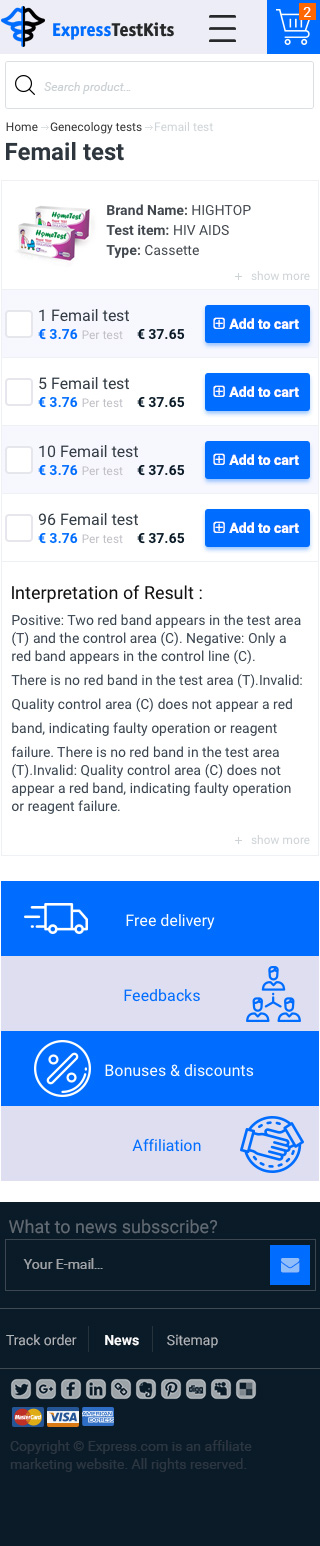 ExpressTestKits
2
Search product...
Home → Genecology tests → Femail test
Femail test
HomeTest
HomeTest
Brand Name: HIGHTOP
Test item: HIV AIDS
Type: Cassette
+ show more
1 Femail test
€ 3.76 Per test € 37.65
Add to cart
5 Femail test
€ 3.76 Per test € 37.65
Add to cart
10 Femail test
€ 3.76 Per test € 37.65
Add to cart
96 Femail test
€ 3.76 Per test € 37.65
Add to cart
Interpretation of Result :
Positive: Two red band appears in the test area
(T) and the control area (C). Negative: Only a
red band appears in the control line (C).
There is no red band in the test area (T).Invalid:
Quality control area (C) does not appear a red
band, indicating faulty operation or reagent
failure. There is no red band in the test area
(T).Invalid: Quality control area (C) does not
appear a red band, indicating faulty operation
or reagent failure.
+ show more
Free delivery
Feedbacks
Bonuses & discounts
Affiliation
What to news subsscribe?
Your E-mail...
Track order News Sitemap
digg
MasterCard VISA AMERICAN EXPRESS
Copyright © Express.com is an affiliate
marketing website. All rights reserved.